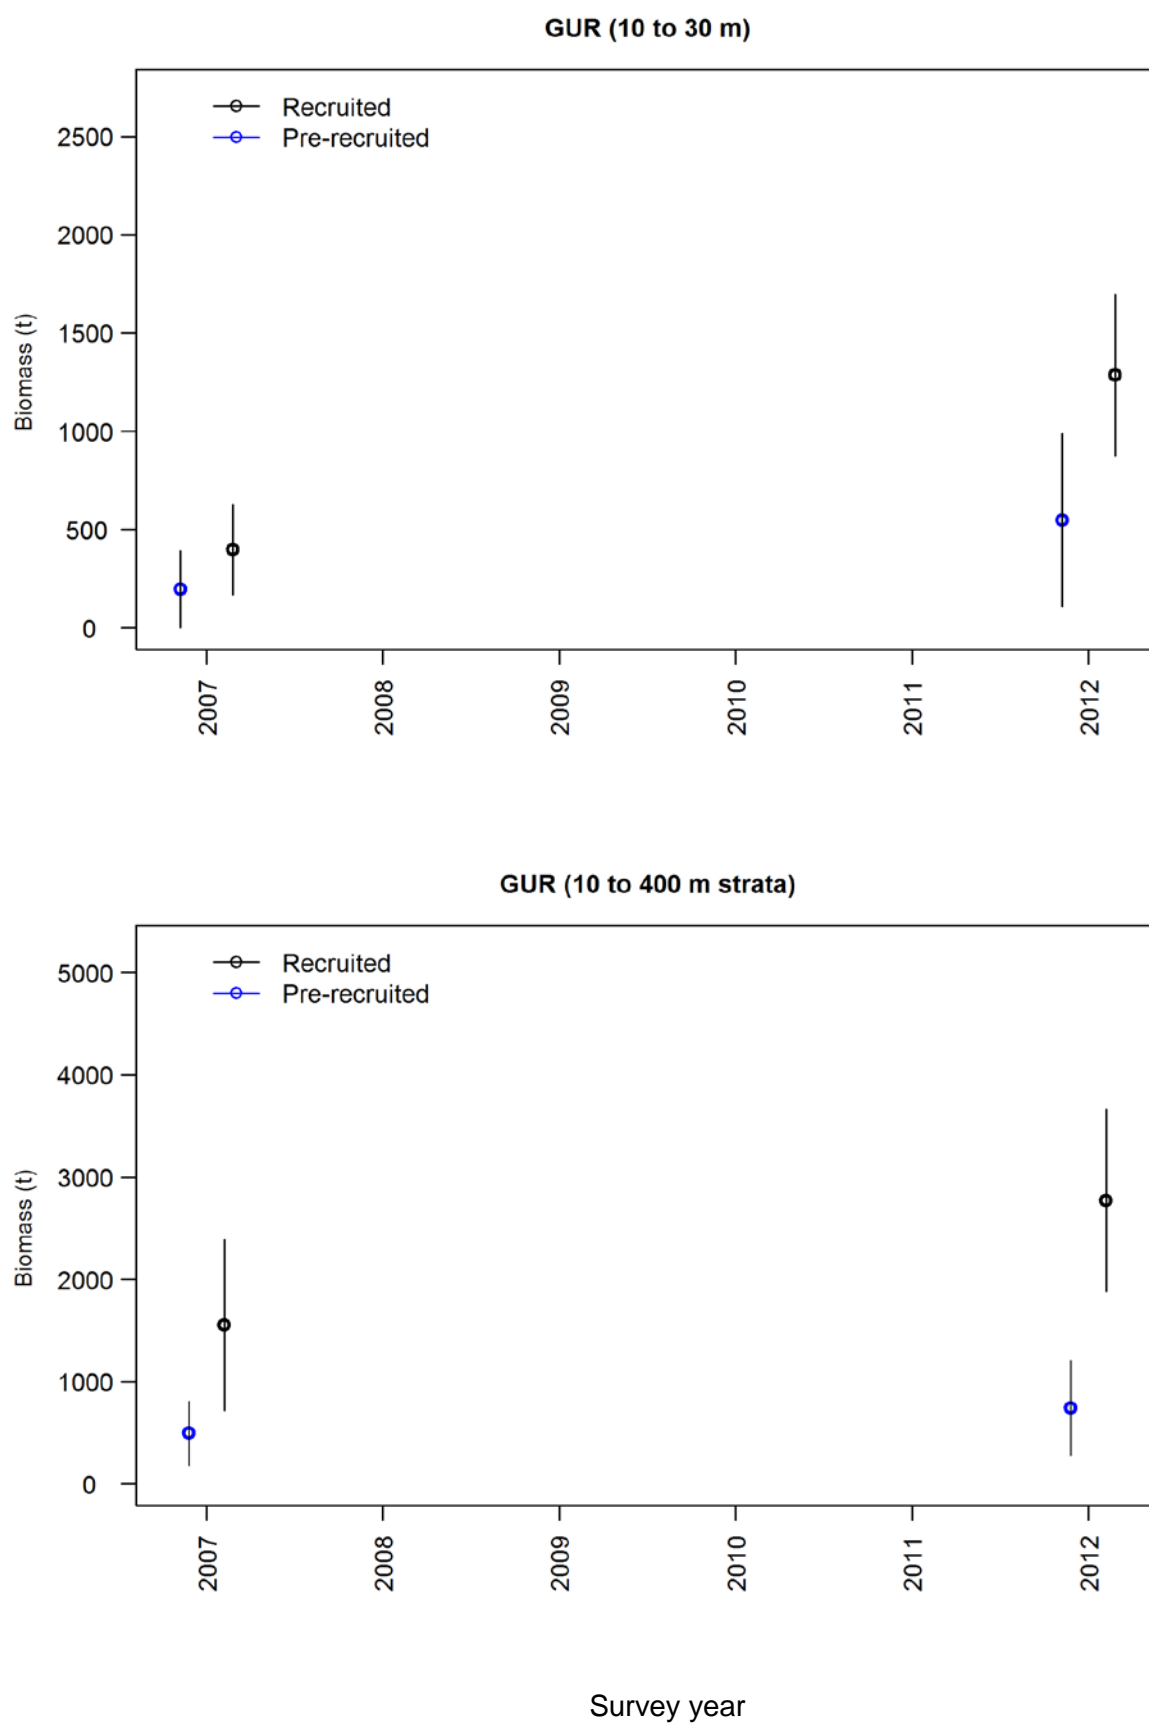 GUR (10 to 30 m)
Recruited
Pre-recruited
2500
2000
1500
1000
500
0
Biomass (t)
2007
2008
2009
2010
2011
2012
GUR (10 to 400 m strata)
Recruited
Pre-recruited
5000
4000
3000
2000
1000
0
Biomass (t)
2007
2008
2009
2010
2011
2012
Survey year